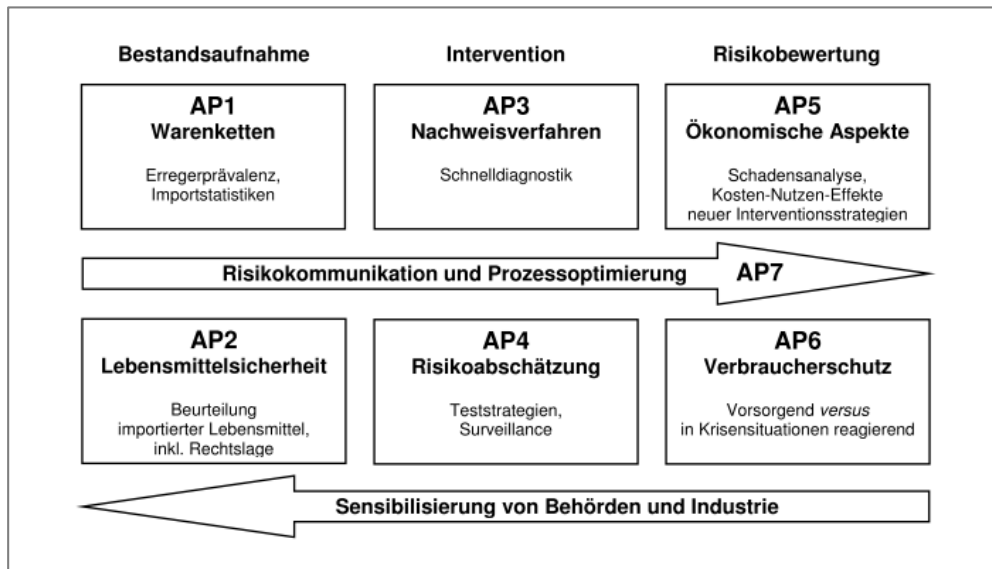 Bestandsaufnahme
Intervention
Risikobewertung
AP1
Warenketten
Erregerprävalenz,
Importstatistiken
AP3
Nachweisverfahren
Schnelldiagnostik
AP5
Ökonomische Aspekte
Schadensanalyse,
Kosten-Nutzen-Effekte
neuer Interventionsstrategien
Risikokommunikation und Prozessoptimierung AP7
AP2
Lebensmittelsicherheit
Beurteilung
importierter Lebensmittel,
inkl. Rechtslage
AP4
Risikoabschätzung
Teststrategien,
Surveillance
AP6
Verbraucherschutz
Vorsorgend versus
in Krisensituationen reagierend
Sensibilisierung von Behörden und Industrie